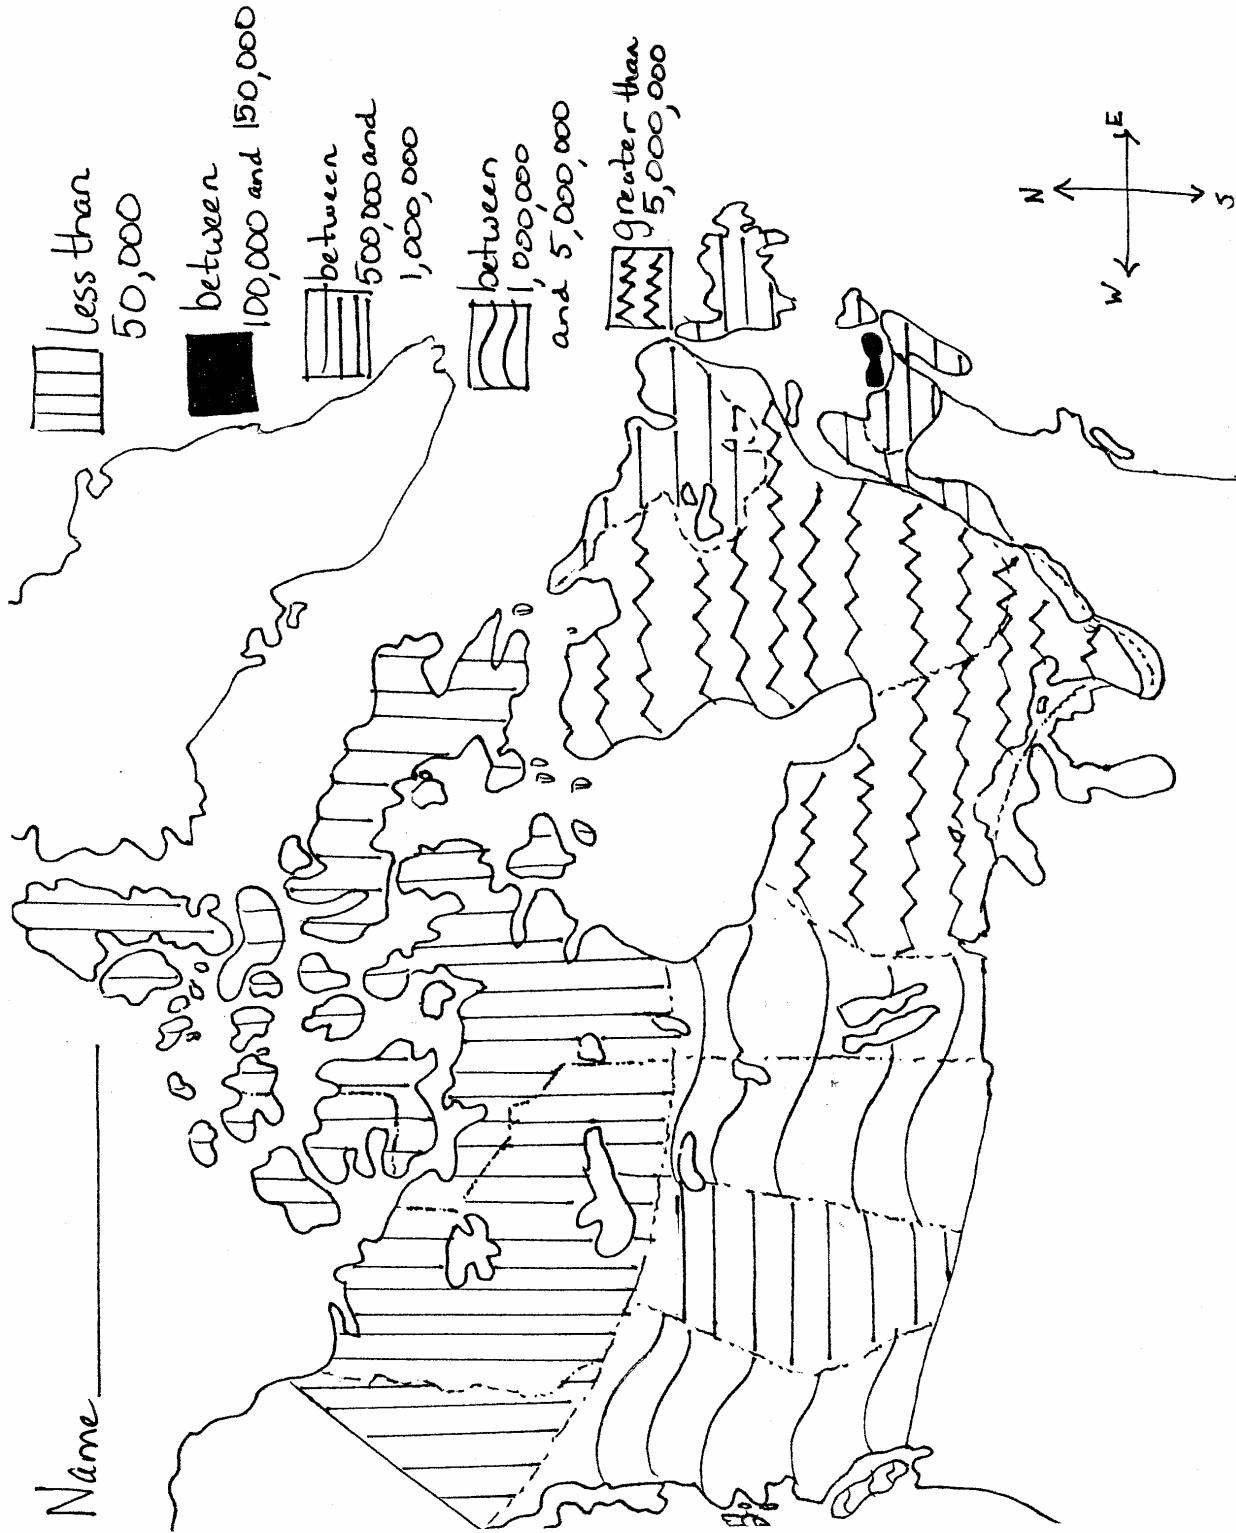 Name
less than
50,000
between
100,000 and 150,000
between
500,000 and
1,000,000
between
1,000,000
and 5,000,000
greater than
5,000,000
N
W
E
S